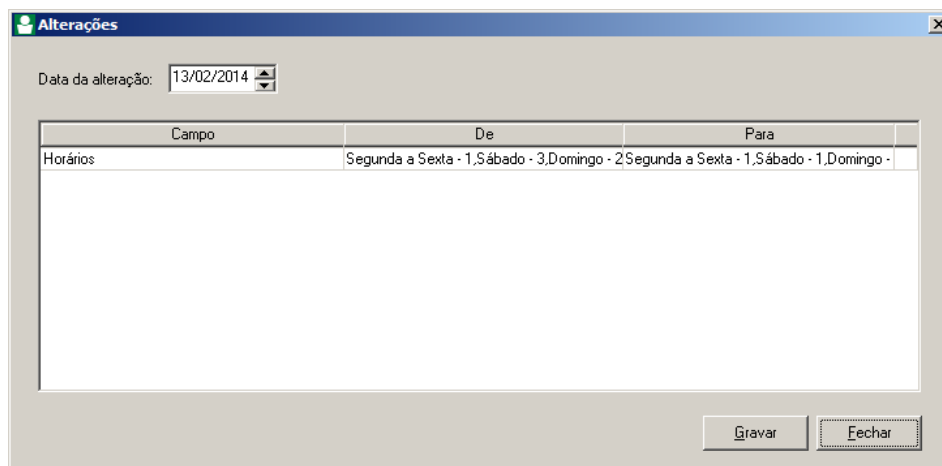 Alterações
Data da alteração: 13/02/2014
Campo De Para
Horários Segunda a Sexta - 1,Sábado - 3,Domingo - 2 Segunda a Sexta - 1,Sábado - 1,Domingo -
Gravar Fechar